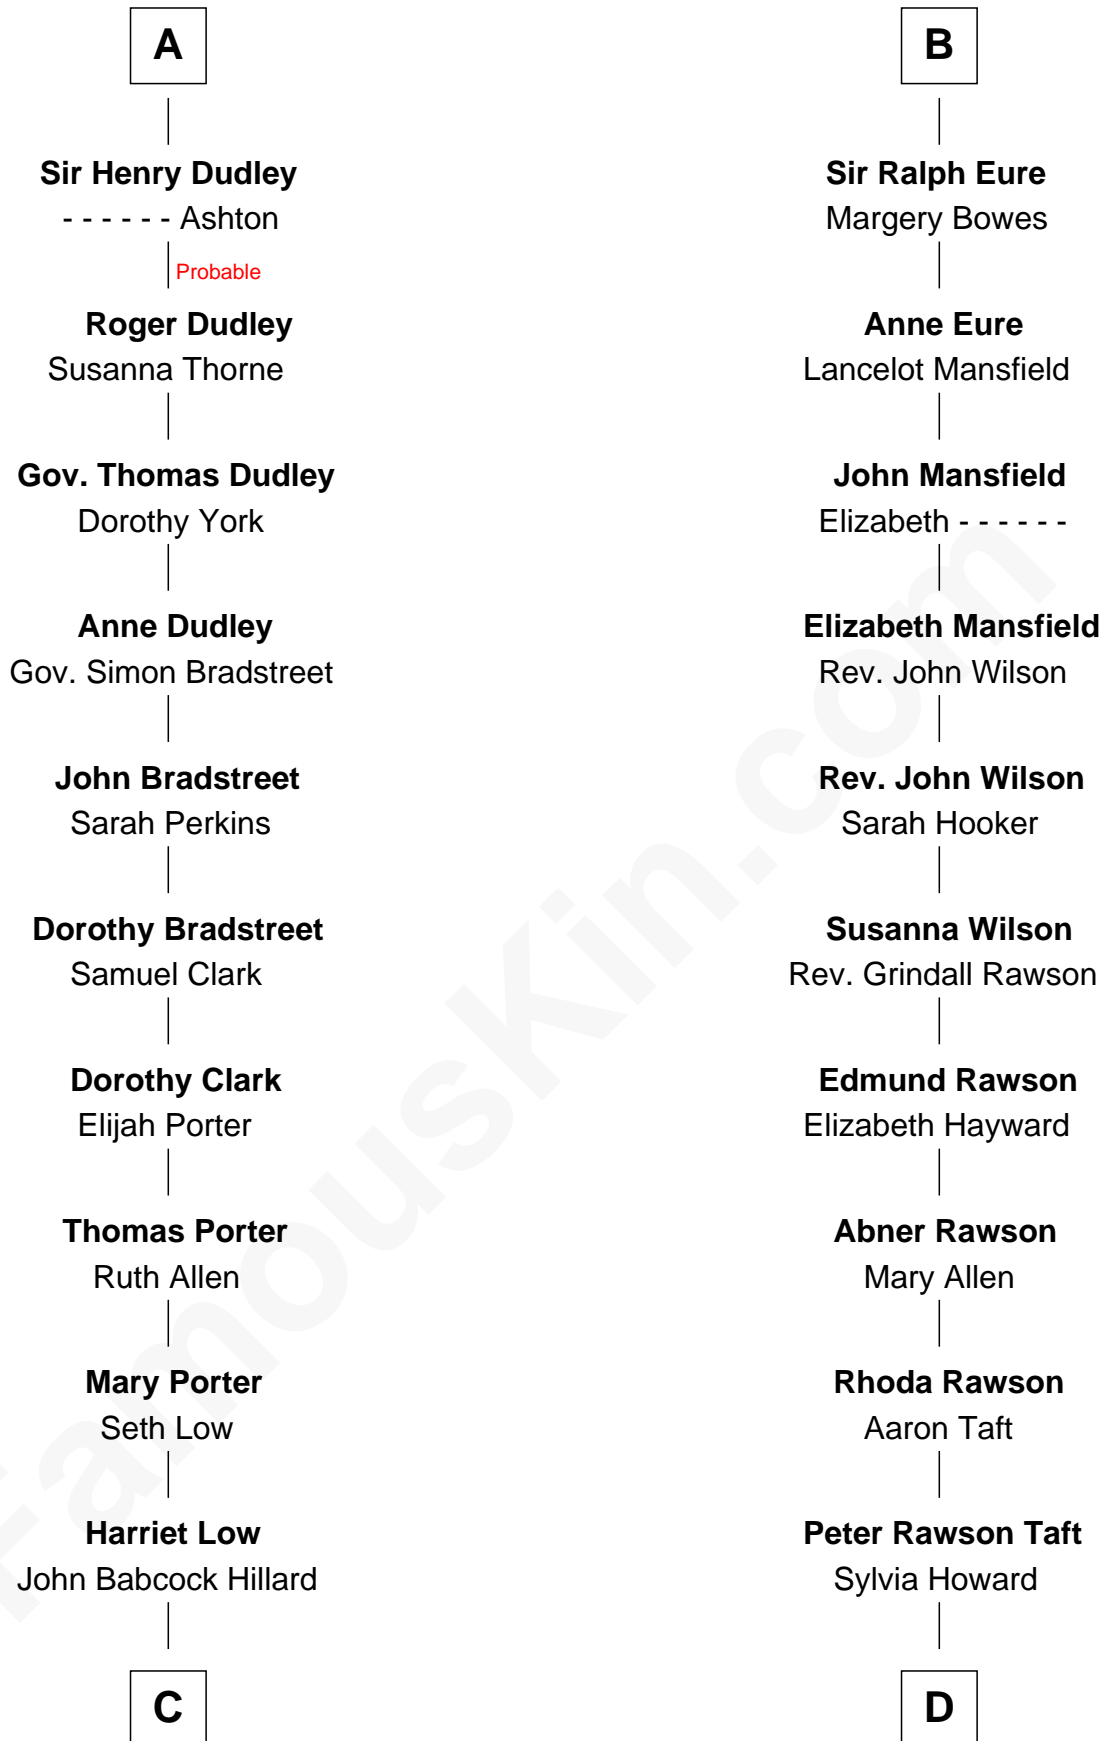 A
Sir Henry Dudley
- - - - - - Ashton
Probable
Roger Dudley
Susanna Thorne
Gov. Thomas Dudley
Dorothy York
Anne Dudley
Gov. Simon Bradstreet
John Bradstreet
Sarah Perkins
Dorothy Bradstreet
Samuel Clark
Dorothy Clark
Elijah Porter
Thomas Porter
Ruth Allen
Mary Porter
Seth Low
Harriet Low
John Babcock Hillard
C
B
Sir Ralph Eure
Margery Bowes
Anne Eure
Lancelot Mansfield
John Mansfield
Elizabeth - - - - - -
Elizabeth Mansfield
Rev. John Wilson
Rev. John Wilson
Sarah Hooker
Susanna Wilson
Rev. Grindall Rawson
Edmund Rawson
Elizabeth Hayward
Abner Rawson
Mary Allen
Rhoda Rawson
Aaron Taft
Peter Rawson Taft
Sylvia Howard
D
FamousKin.com